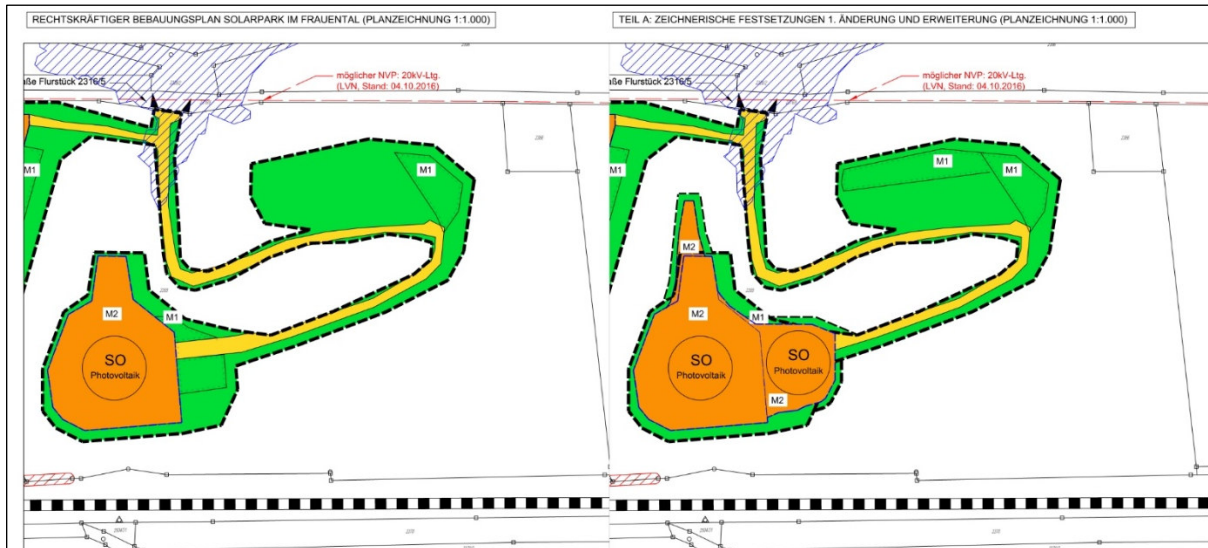 RECHTSKRÄFTIGER BEBAUUNGSPLAN SOLARPARK IM FRAUENTAL (PLANZEICHNUNG 1:1.000)
ße Flurstück 2316/5
möglicher NVP: 20kV-Ltg.
(LVN, Stand: 04.10.2016)
M1
M1
M2
M1
SO
Photovoltaik
TEIL A: ZEICHNERISCHE FESTSETZUNGEN 1. ÄNDERUNG UND ERWEITERUNG (PLANZEICHNUNG 1:1.000)
ße Flurstück 2316/5
möglicher NVP: 20kV-Ltg.
(LVN, Stand: 04.10.2016)
M1
M1
M1
M2
M2
M1
SO
Photovoltaik
SO
Photovoltaik
M2